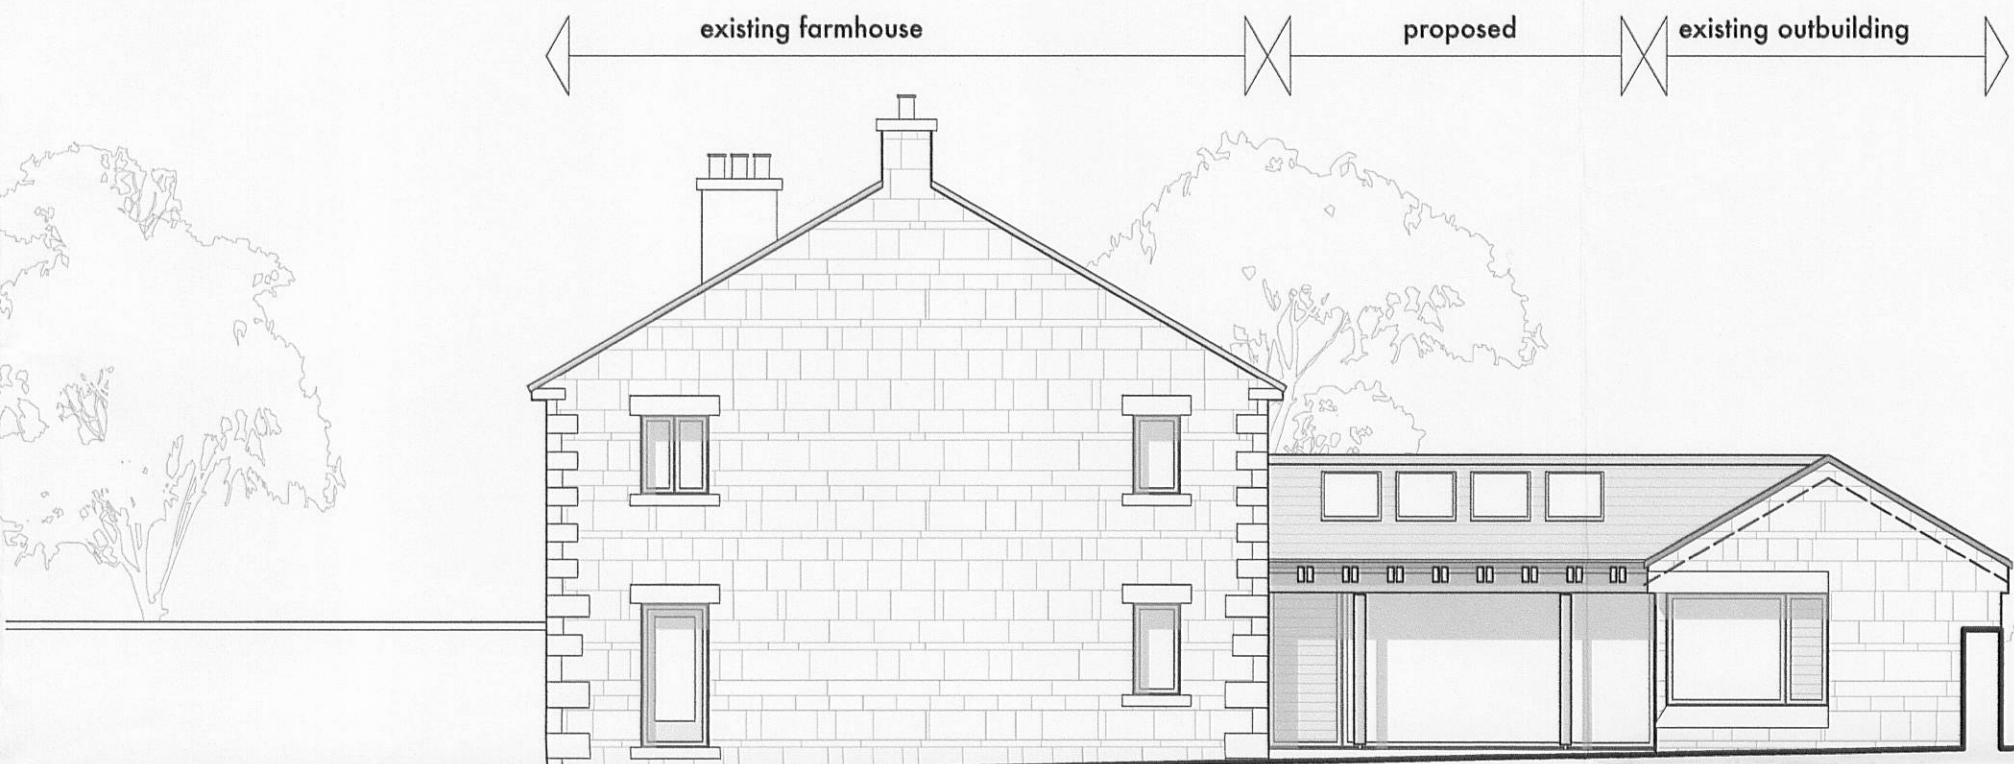 existing farmhouse
proposed
existing outbuilding